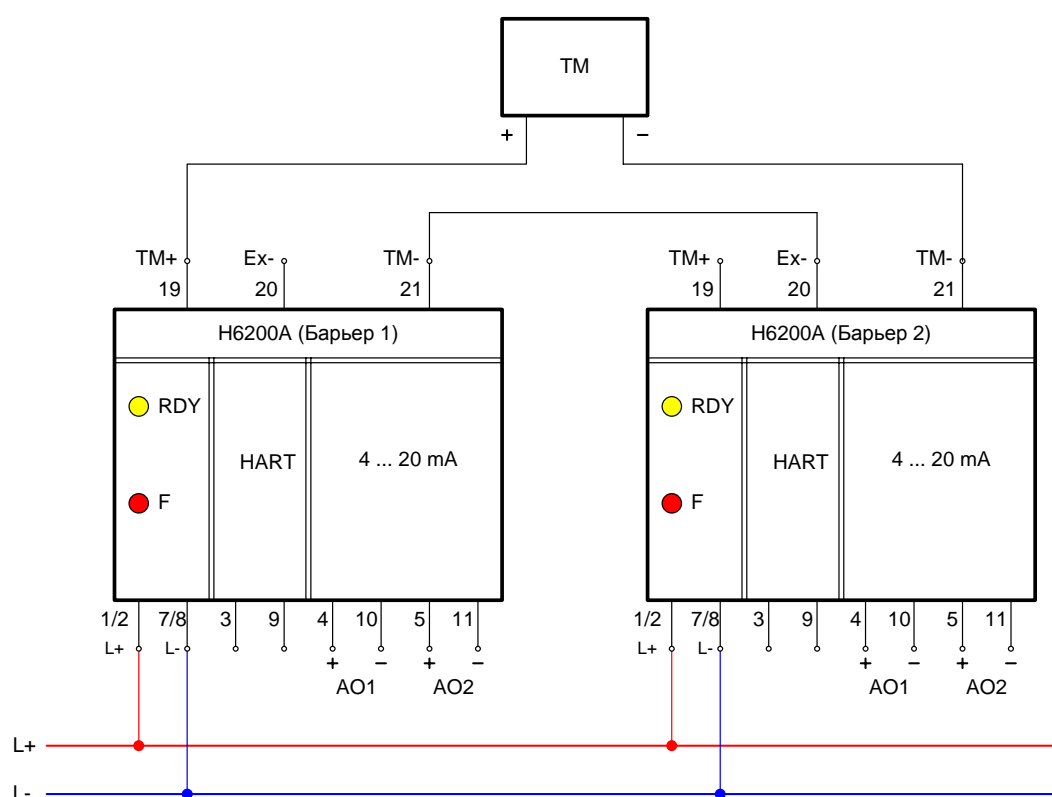 TM
+ −
TM+ Ex- TM- TM+ Ex- TM-
19 20 21 19 20 21
H6200A (Барьер 1) H6200A (Барьер 2)
RDY RDY
HART 4 ... 20 mA HART 4 ... 20 mA
F F
1/2 7/8 3 9 4 10 5 11 1/2 7/8 3 9 4 10 5 11
L+ L- L+ L-
+ − + − + − + −
AO1 AO2 AO1 AO2
L+
L-